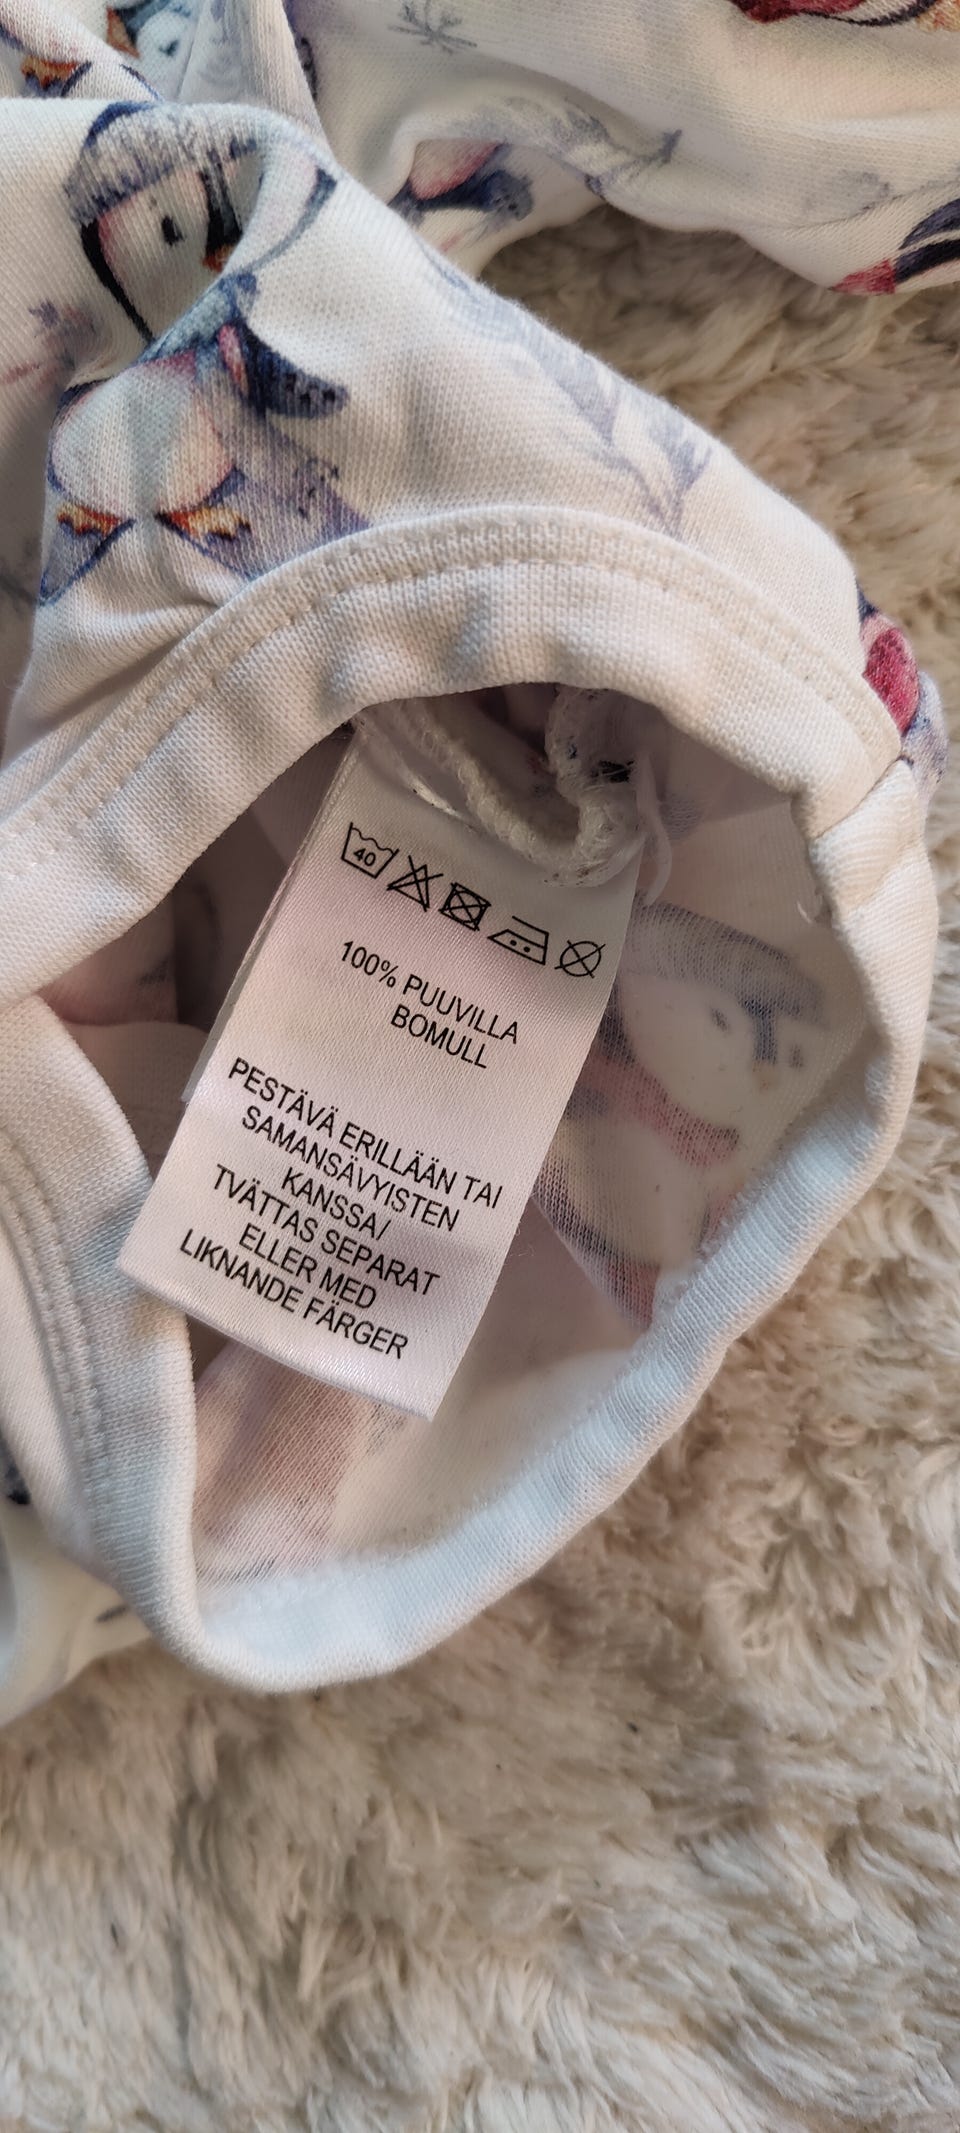 40
100% PUUVILLA
BOMULL
PESTÄVÄ ERILLÄÄN TAI
SAMANSÄVYISTEN
KANSSA/
TVÄTTAS SEPARAT
ELLER MED
LIKNANDE FÄRGER